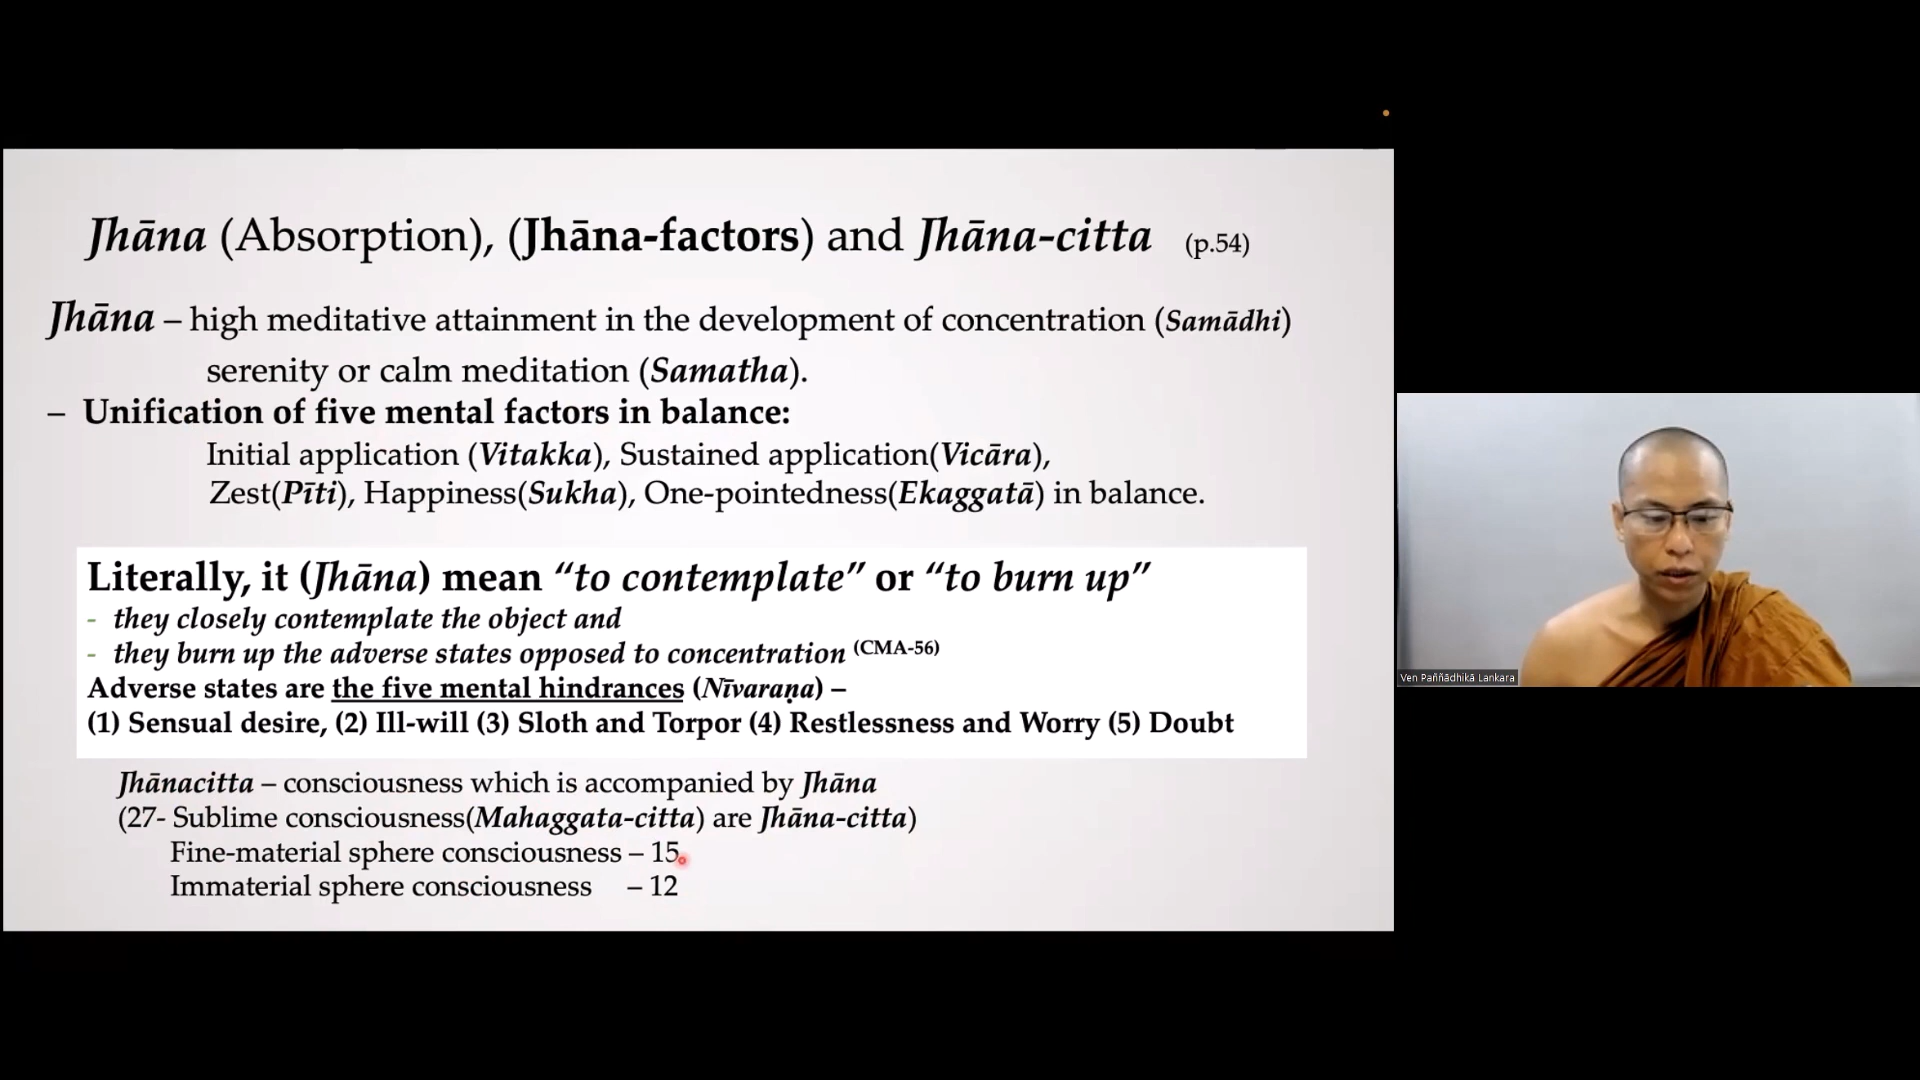 Jhāna (Absorption), (Jhāna-factors) and Jhāna-citta (p.54)
Jhāna – high meditative attainment in the development of concentration (Samādhi)
serenity or calm meditation (Samatha).
– Unification of five mental factors in balance:
Initial application (Vitakka), Sustained application(Vicāra),
Zest(Pīti), Happiness(Sukha), One-pointedness(Ekaggatā) in balance.
Literally, it (Jhāna) mean “to contemplate” or “to burn up”
- they closely contemplate the object and
- they burn up the adverse states opposed to concentration (CMA-56)
Adverse states are the five mental hindrances (Nīvaraṇa) –
(1) Sensual desire, (2) Ill-will (3) Sloth and Torpor (4) Restlessness and Worry (5) Doubt
Jhānacitta – consciousness which is accompanied by Jhāna
(27- Sublime consciousness(Mahaggata-citta) are Jhāna-citta)
Fine-material sphere consciousness – 15
Immaterial sphere consciousness – 12
Ven Paññādhikā Lankara